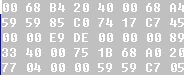 00 68 B4 20 40 00 68 A4
59 59 85 C0 74 17 C7 45
00 00 E9 DE 00 00 00 89
33 40 00 75 1B 68 A0 20
77 04 00 00 59 59 C7 05